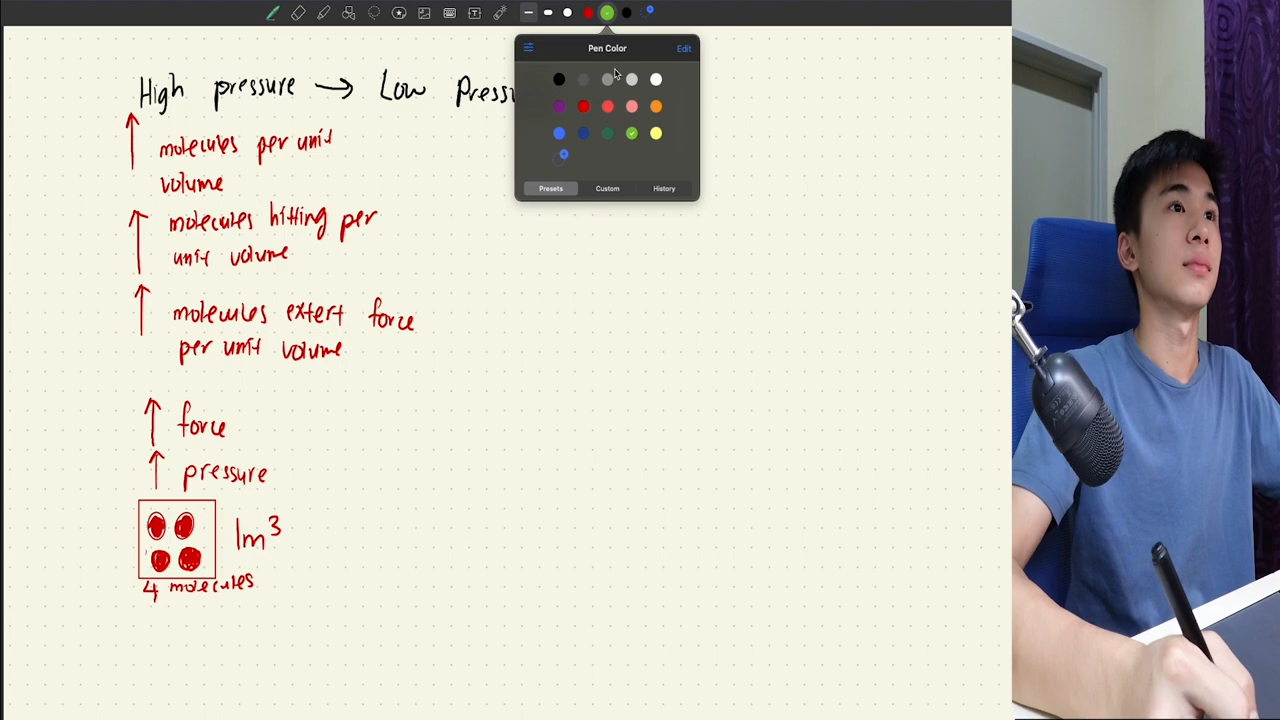 Pen Color
Edit
High pressure → Low Pressu
↑ molecules per unit
volume
↑ molecules hitting per
unit volume
↑ molecules extert force
per unit volume
↑ force
↑ pressure
1m³
4 molecules
Presets
Custom
History